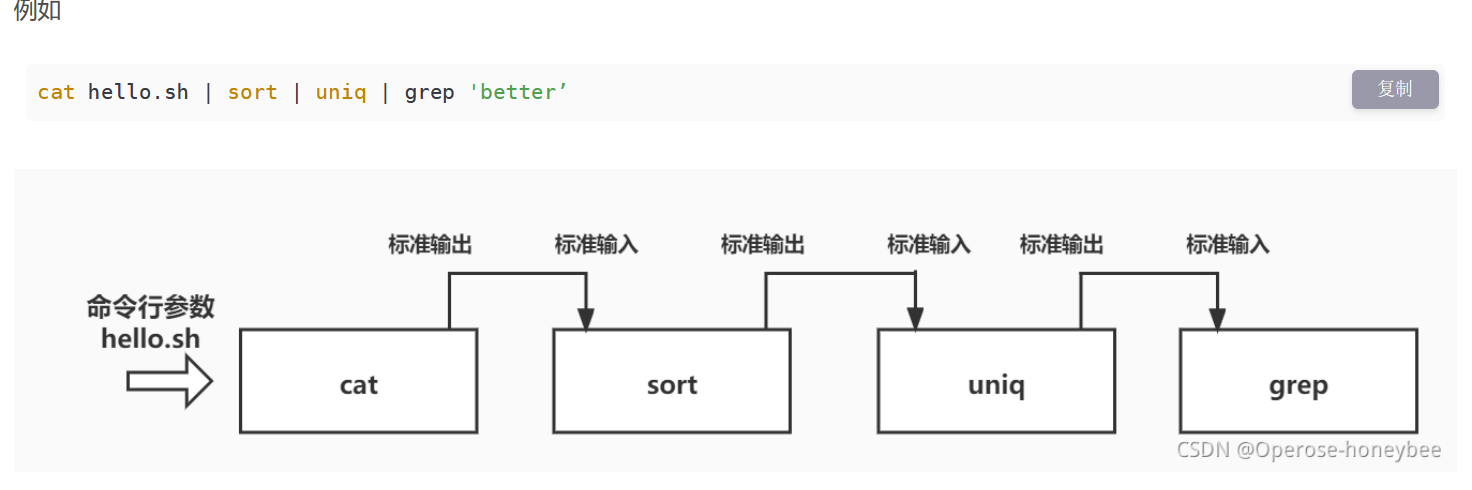 例如
cat hello.sh | sort | uniq | grep 'better’
复制
标准输出 标准输入 标准输出 标准输入 标准输出 标准输入
命令行参数
hello.sh
cat sort uniq grep
CSDN @Operose-honeybee